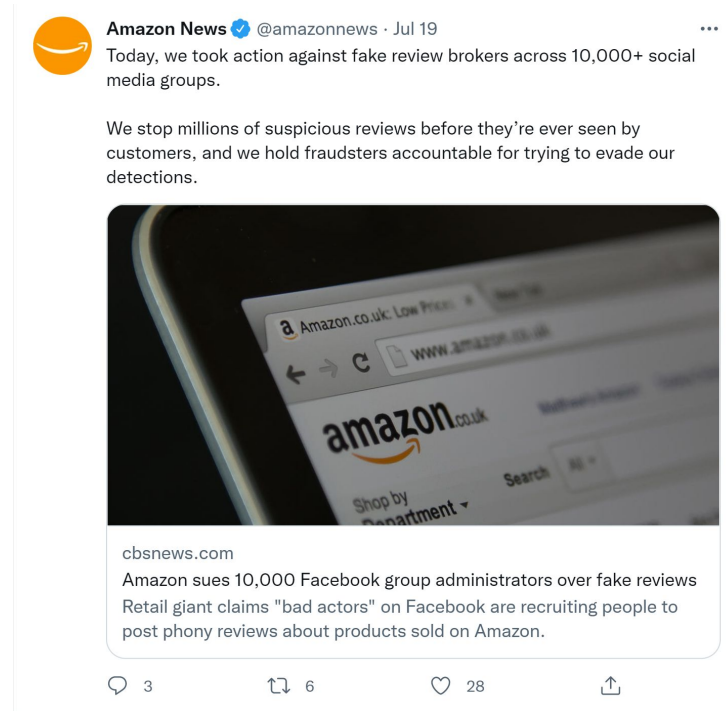 Amazon News @amazonnews · Jul 19
Today, we took action against fake review brokers across 10,000+ social
media groups.
We stop millions of suspicious reviews before they’re ever seen by
customers, and we hold fraudsters accountable for trying to evade our
detections.
a Amazon.co.uk: Low Prices
New Tab
www.amazon.co.uk
amazon.co.uk
Search
All
Shop by
Department
cbsnews.com
Amazon sues 10,000 Facebook group administrators over fake reviews
Retail giant claims "bad actors" on Facebook are recruiting people to
post phony reviews about products sold on Amazon.
3 6 28